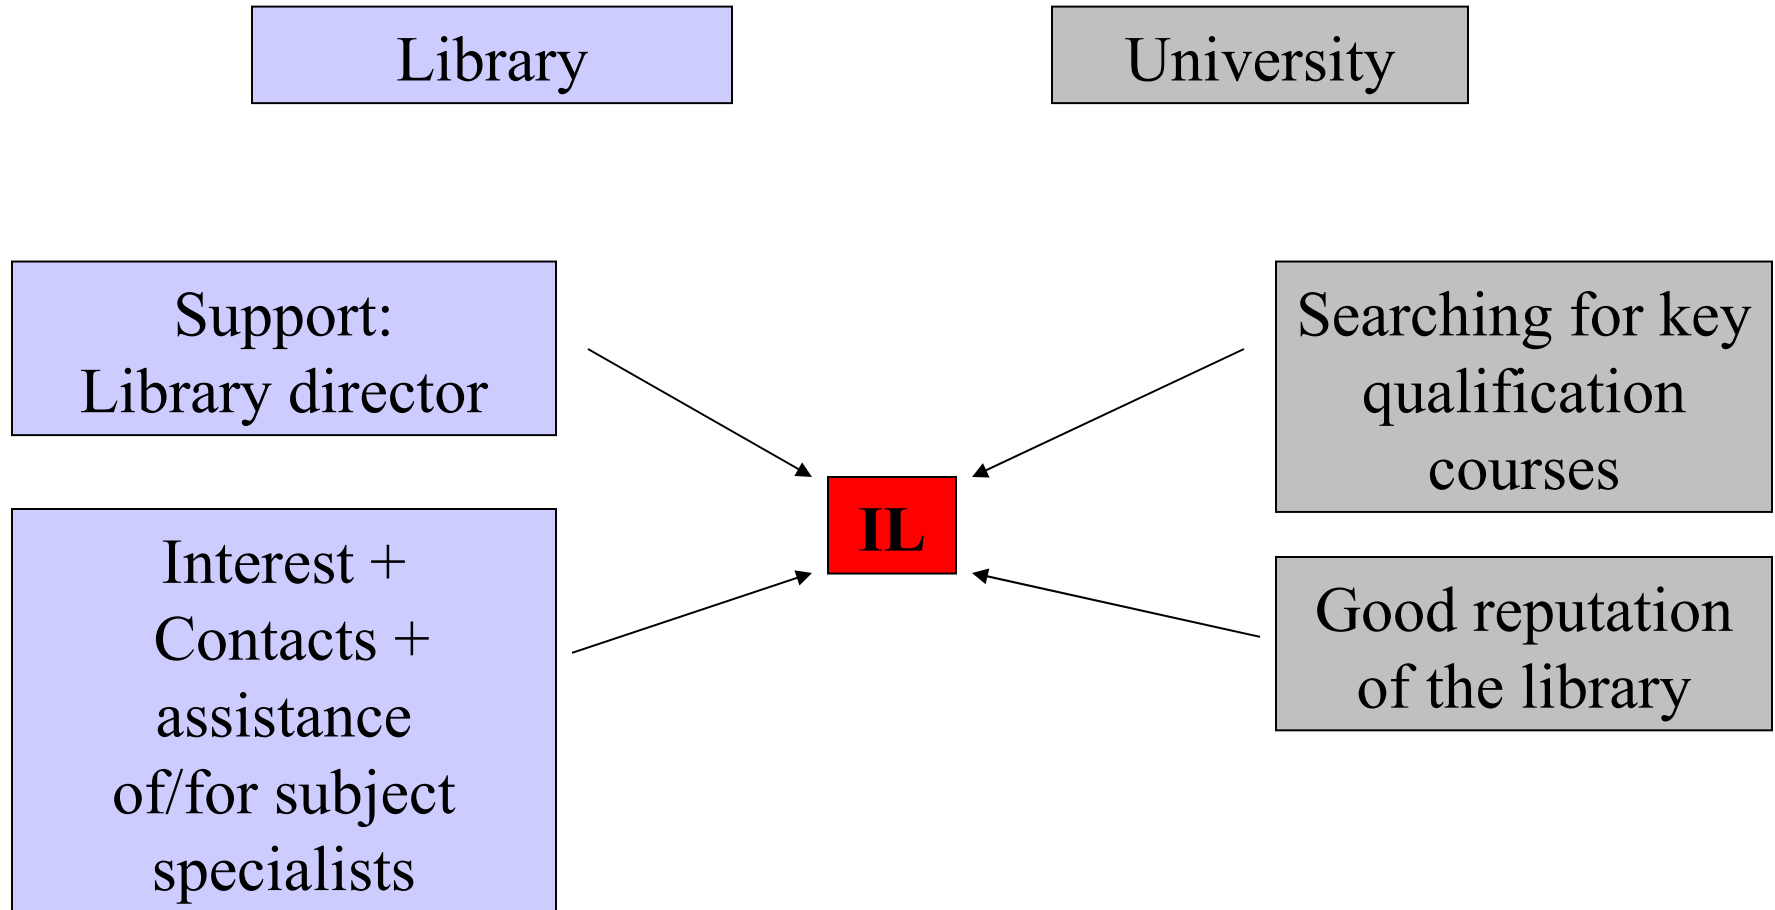 Library
University
Support:
Library director
Interest +
Contacts +
assistance
of/for subject
specialists
IL
Searching for key
qualification
courses
Good reputation
of the library